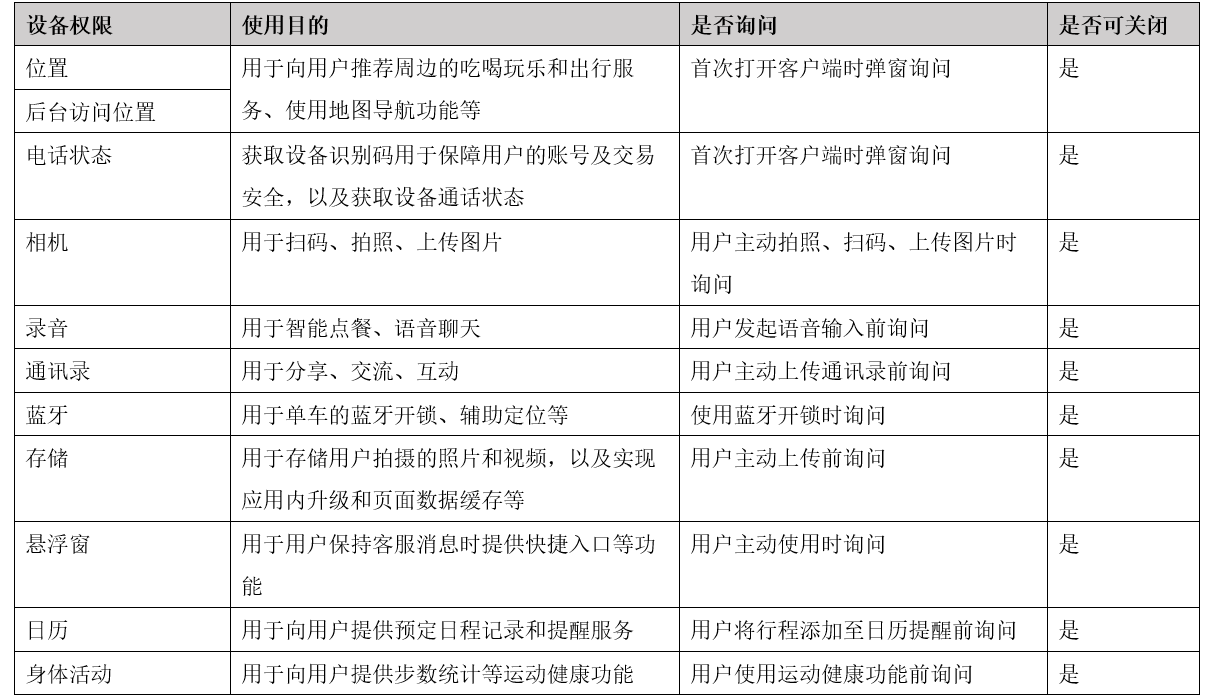 设备权限 使用目的 是否询问 是否可关闭
位置 用于向用户推荐周边的吃喝玩乐和出行服 首次打开客户端时弹窗询问 是
后台访问位置 务、使用地图导航功能等
电话状态 获取设备识别码用于保障用户的账号及交易 首次打开客户端时弹窗询问 是
安全，以及获取设备通话状态
相机 用于扫码、拍照、上传图片 用户主动拍照、扫码、上传图片时 是
询问
录音 用于智能点餐、语音聊天 用户发起语音输入前询问 是
通讯录 用于分享、交流、互动 用户主动上传通讯录前询问 是
蓝牙 用于单车的蓝牙开锁、辅助定位等 使用蓝牙开锁时询问 是
存储 用于存储用户拍摄的照片和视频，以及实现 用户主动上传前询问 是
应用内升级和页面数据缓存等
悬浮窗 用于用户保持客服消息时提供快捷入口等功 用户主动使用时询问 是
能
日历 用于向用户提供预定日程记录和提醒服务 用户将行程添加至日历提醒前询问 是
身体活动 用于向用户提供步数统计等运动健康功能 用户使用运动健康功能前询问 是